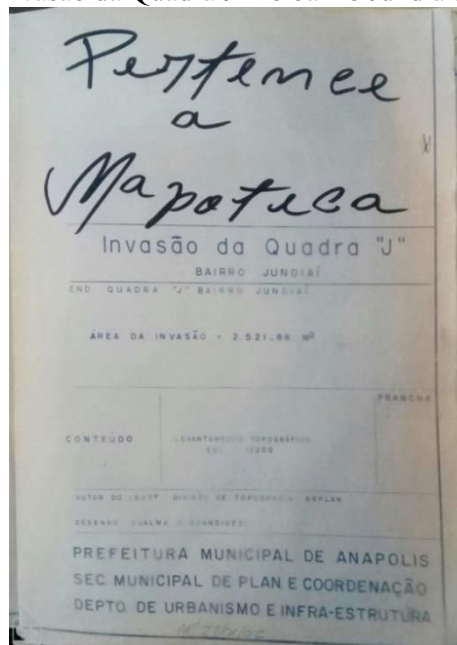 Pertence
a
Mapoteca
Invasão da Quadra "J"
BAIRRO JUNDIAÍ
END. QUADRA "J" BAIRRO JUNDIAÍ
ÁREA DA INVASÃO = 2.521,86 M²
PRANCHA
CONTEÚDO
LEVANTAMENTO TOPOGRÁFICO
AUTOR DO LEVTº DIVISÃO DE TOPOGRAFIA SEPLAN
DESENHO
PREFEITURA MUNICIPAL DE ANAPOLIS
SEC. MUNICIPAL DE PLAN E COORDENAÇÃO
DEPTO. DE URBANISMO E INFRA-ESTRUTURA